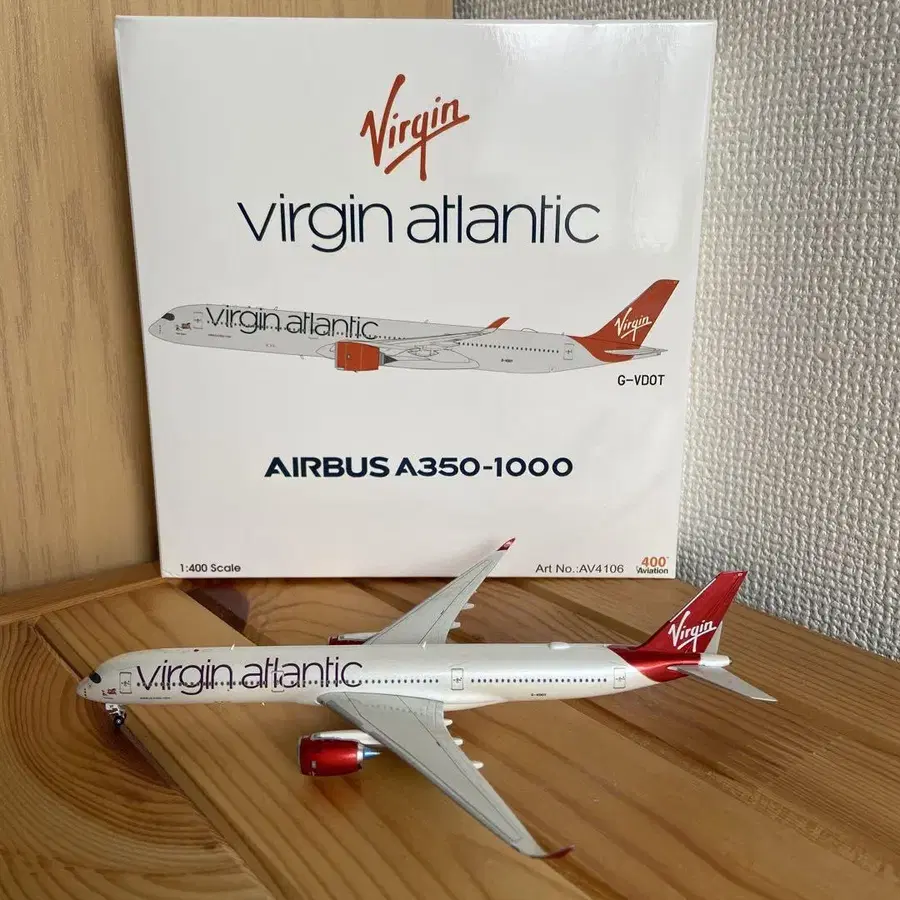 Virgin
virgin atlantic
virgin atlantic
Virgin
G-VDOT
AIRBUS A350-1000
1:400 Scale
Art No.:AV4106
400
Aviation
Virgin
virgin atlantic